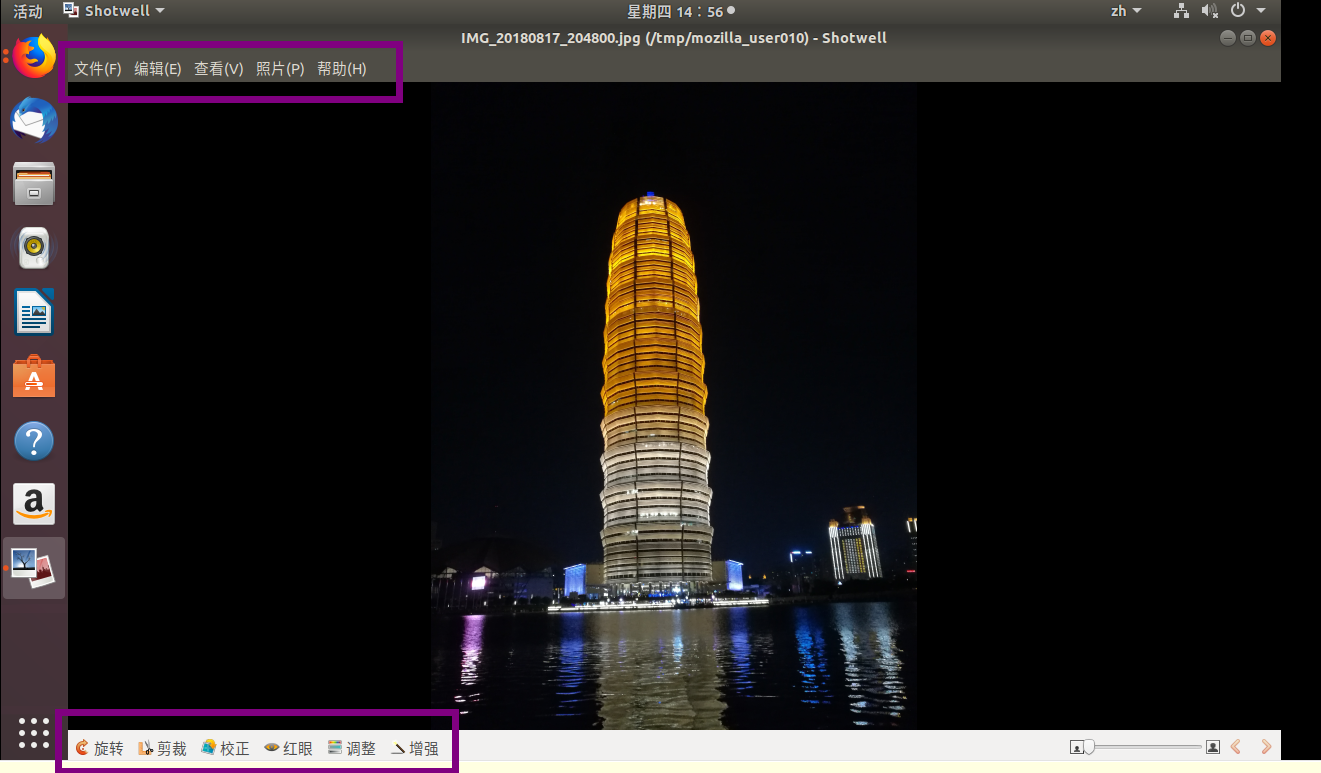 活动 Shotwell 星期四 14：56 zh
IMG_20180817_204800.jpg (/tmp/mozilla_user010) - Shotwell
文件(F) 编辑(E) 查看(V) 照片(P) 帮助(H)
旋转 剪裁 校正 红眼 调整 增强